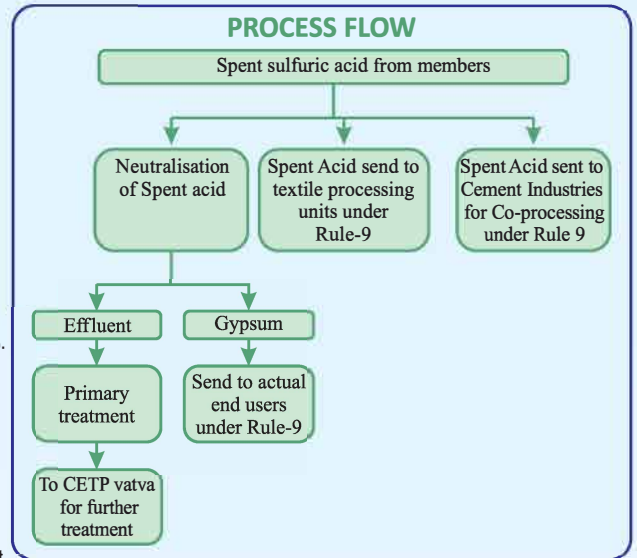 PROCESS FLOW
Spent sulfuric acid from members
Neutralisation
of Spent acid
Spent Acid send to
textile processing
units under
Rule-9
Spent Acid sent to
Cement Industries
for Co-processing
under Rule 9
Effluent
Gypsum
Primary
treatment
Send to actual
end users
under Rule-9
To CETP vatva
for further
treatment